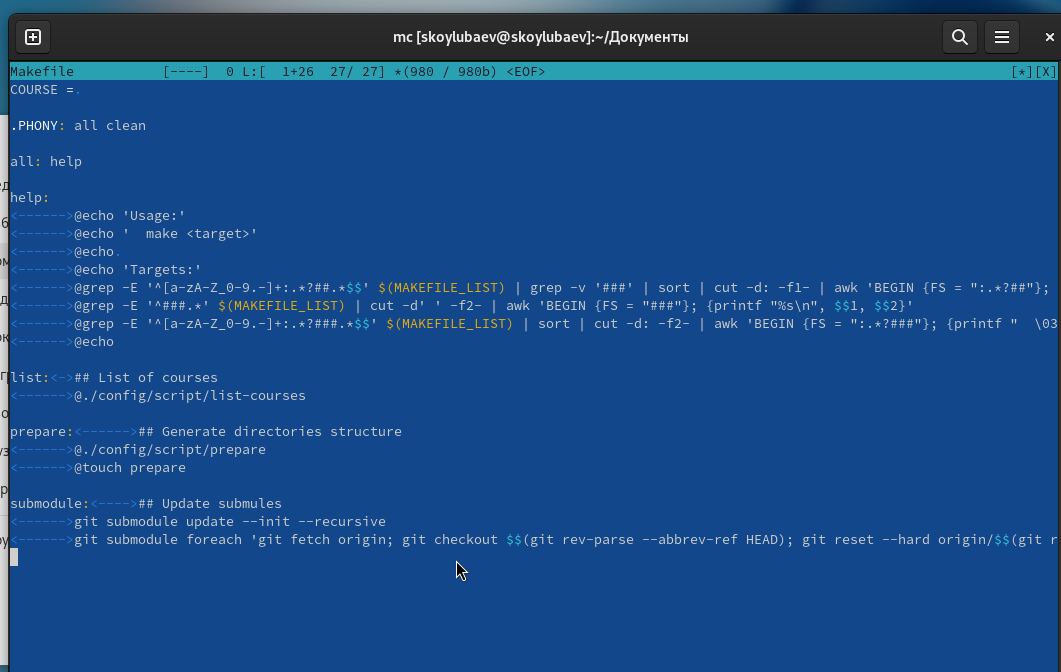 mc [skoylubaev@skoylubaev]:~/Документы
Makefile [----] 0 L:[ 1+26 27/ 27] *(980 / 980b) <EOF> [*][X]
COURSE =.
.PHONY: all clean
all: help
help:
<------>@echo 'Usage:'
<------>@echo '  make <target>'
<------>@echo.
<------>@echo 'Targets:'
<------>@grep -E '^[a-zA-Z_0-9.-]+:.*?##.*$$' $(MAKEFILE_LIST) | grep -v '###' | sort | cut -d: -f1- | awk 'BEGIN {FS = ":.*?##"};
<------>@grep -E '^###.*' $(MAKEFILE_LIST) | cut -d' ' -f2- | awk 'BEGIN {FS = "###"}; {printf "%s\n", $$1, $$2}'
<------>@grep -E '^[a-zA-Z_0-9.-]+:.*?###.*$$' $(MAKEFILE_LIST) | sort | cut -d: -f2- | awk 'BEGIN {FS = ":.*?###"}; {printf "  \03
<------>@echo
list:<->## List of courses
<------>@./config/script/list-courses
prepare:<------>## Generate directories structure
<------>@./config/script/prepare
<------>@touch prepare
submodule:<---->## Update submules
<------>git submodule update --init --recursive
<------>git submodule foreach 'git fetch origin; git checkout $$(git rev-parse --abbrev-ref HEAD); git reset --hard origin/$$(git r